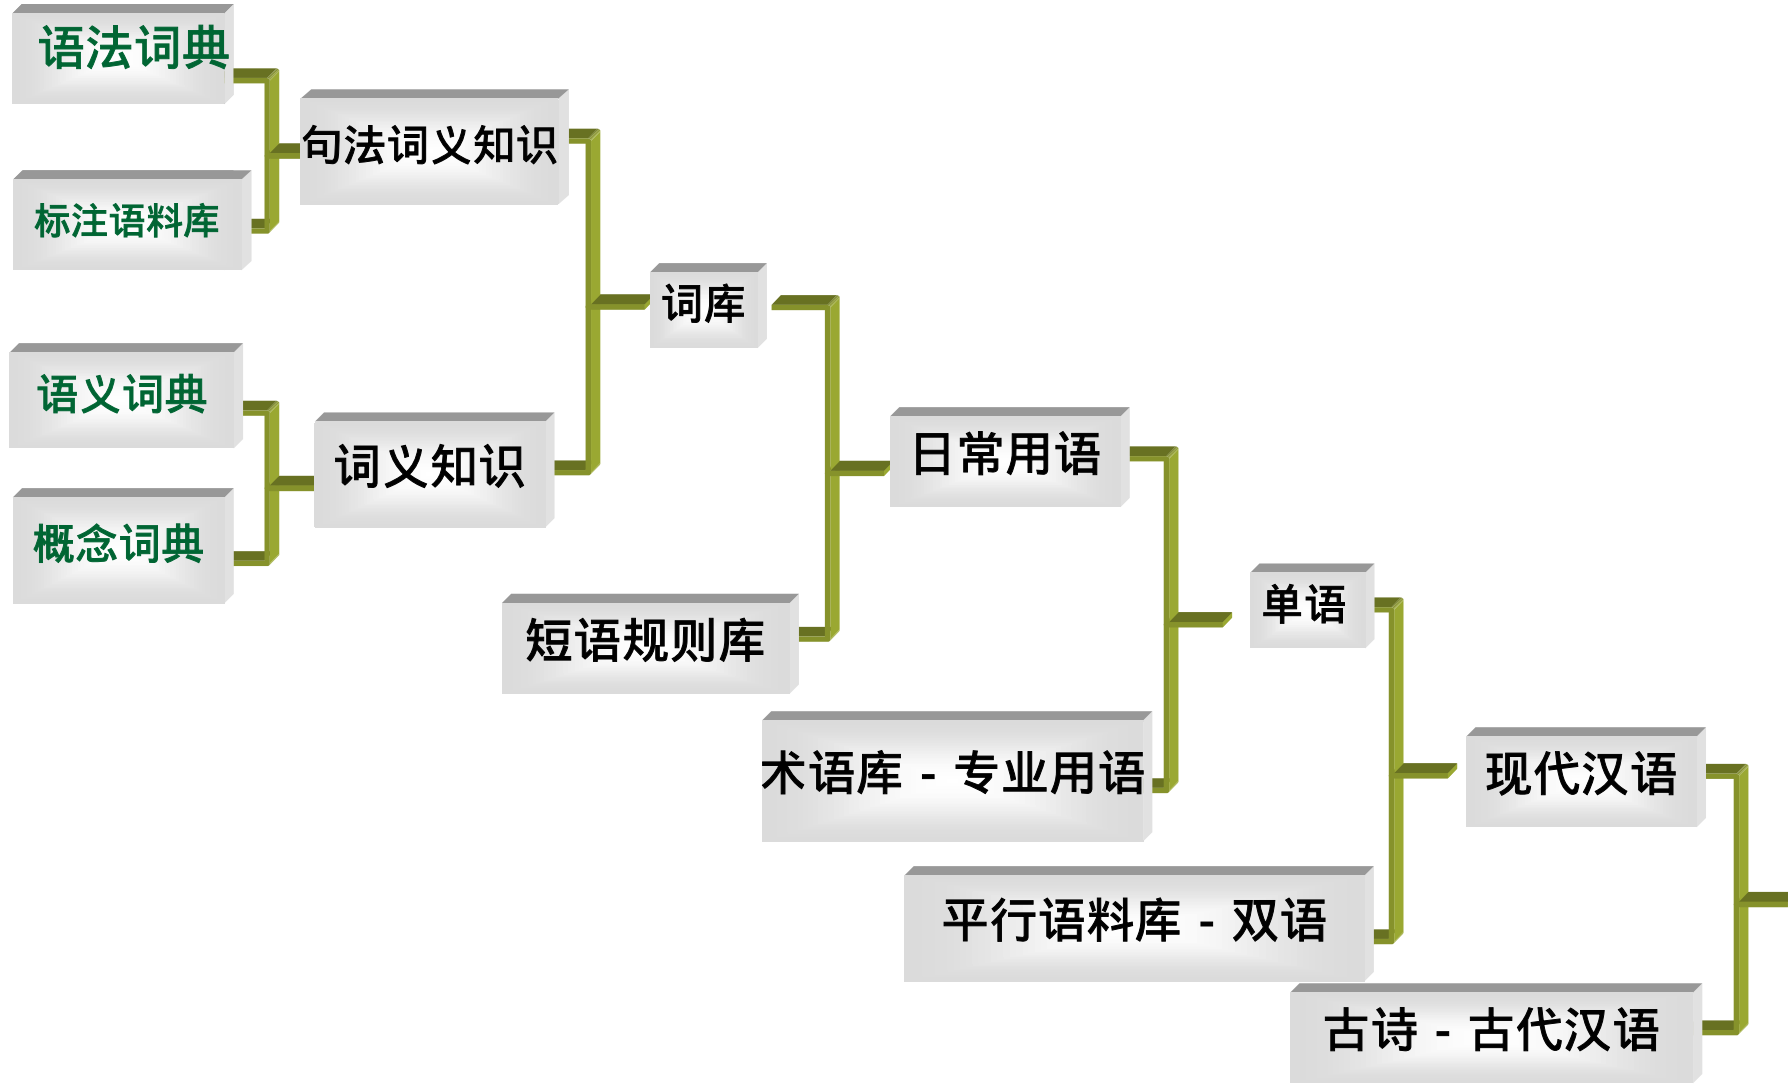 语法词典
句法词义知识
标注语料库
词库
语义词典
词义知识
日常用语
概念词典
短语规则库
单语
术语库 - 专业用语
现代汉语
平行语料库 - 双语
古诗 - 古代汉语